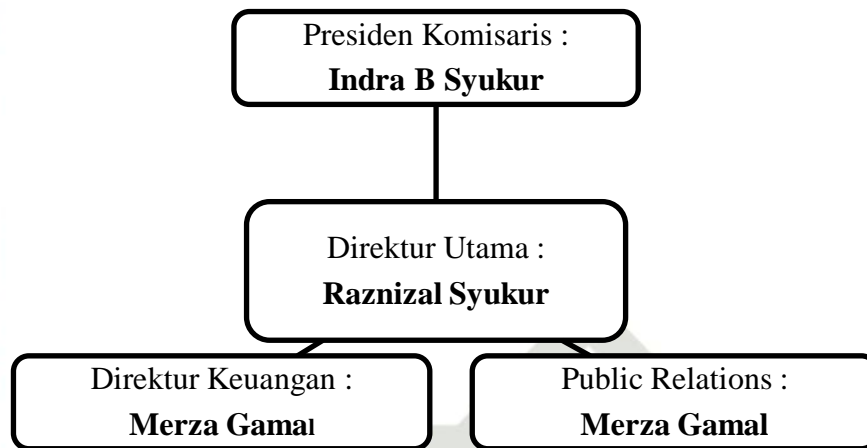 Presiden Komisaris :
Indra B Syukur
Direktur Utama :
Raznizal Syukur
Direktur Keuangan :
Merza Gamal
Public Relations :
Merza Gamal